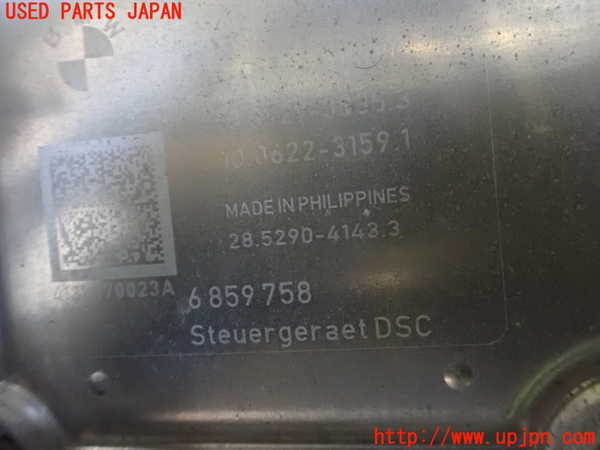 USED PARTS JAPAN
10.0622-3159.1
MADE IN PHILIPPINES
28.5290-4143.3
6 859 758
Steuergeraet DSC
http://www.upjpn.com/